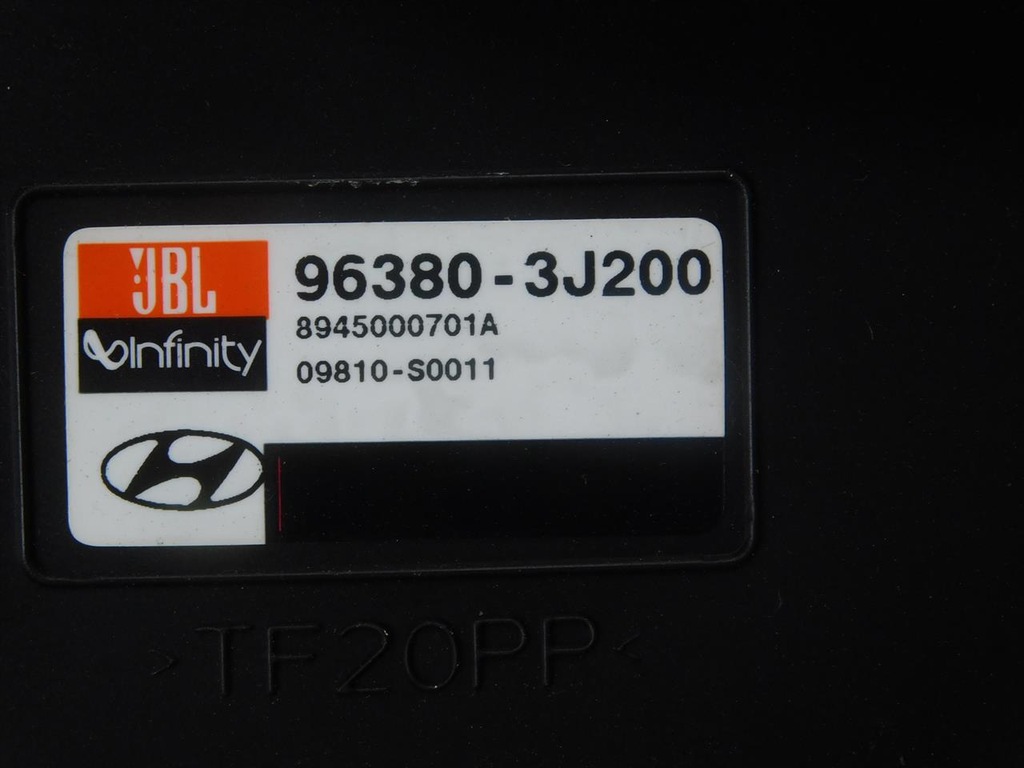 JBL
Infinity
96380-3J200
8945000701A
09810-S0011
>TF20PP<